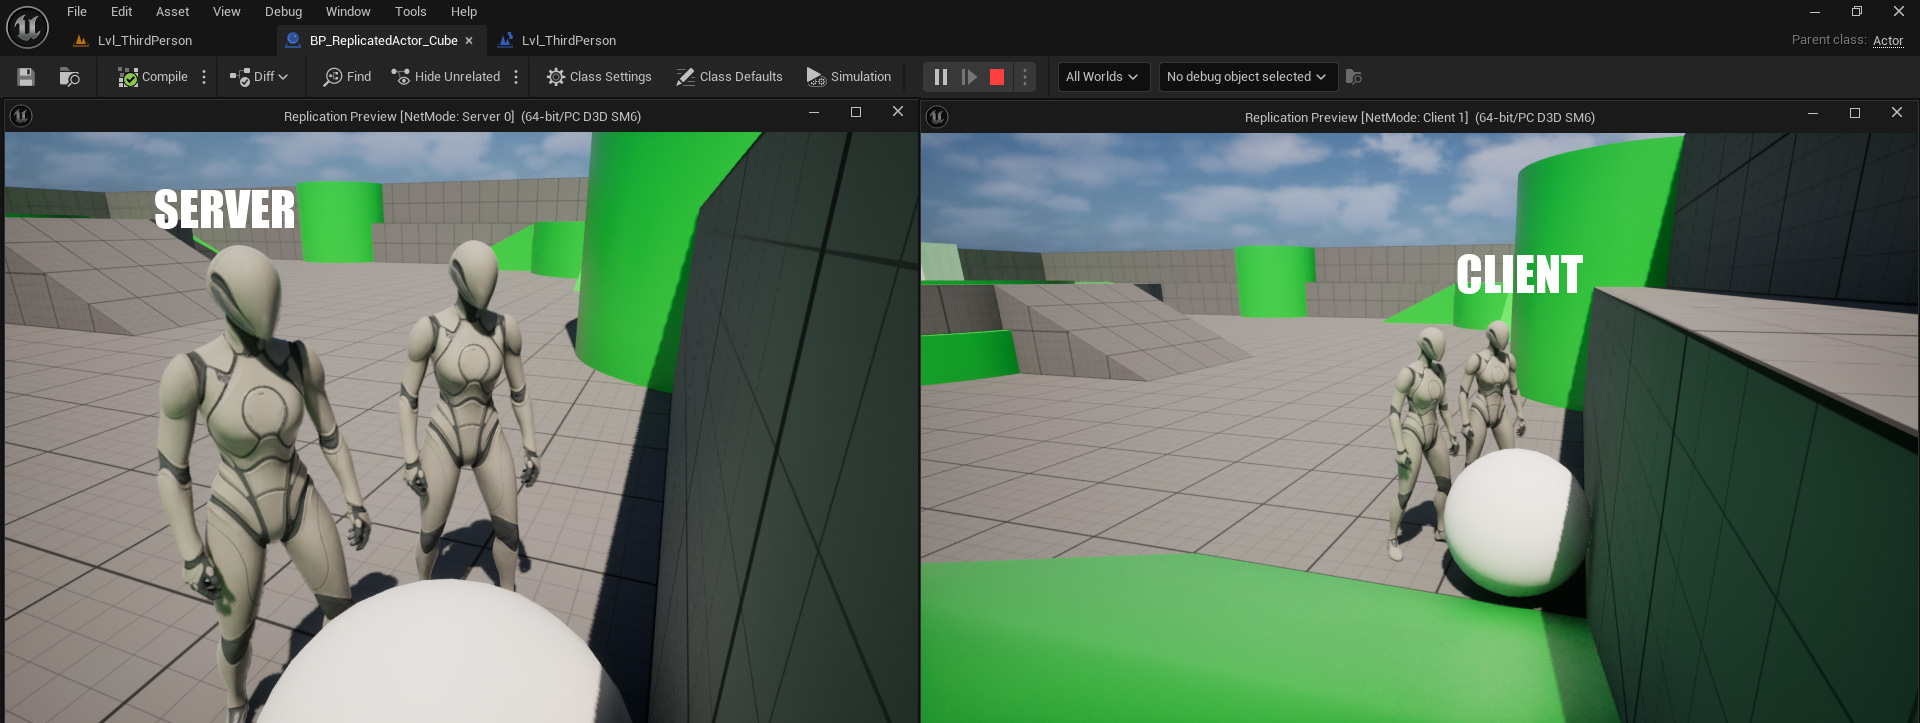 File Edit Asset View Debug Window Tools Help
Lvl_ThirdPerson BP_ReplicatedActor_Cube Lvl_ThirdPerson Parent class: Actor
Compile Diff Find Hide Unrelated Class Settings Class Defaults Simulation All Worlds No debug object selected
Replication Preview [NetMode: Server 0] (64-bit/PC D3D SM6)
SERVER
Replication Preview [NetMode: Client 1] (64-bit/PC D3D SM6)
CLIENT